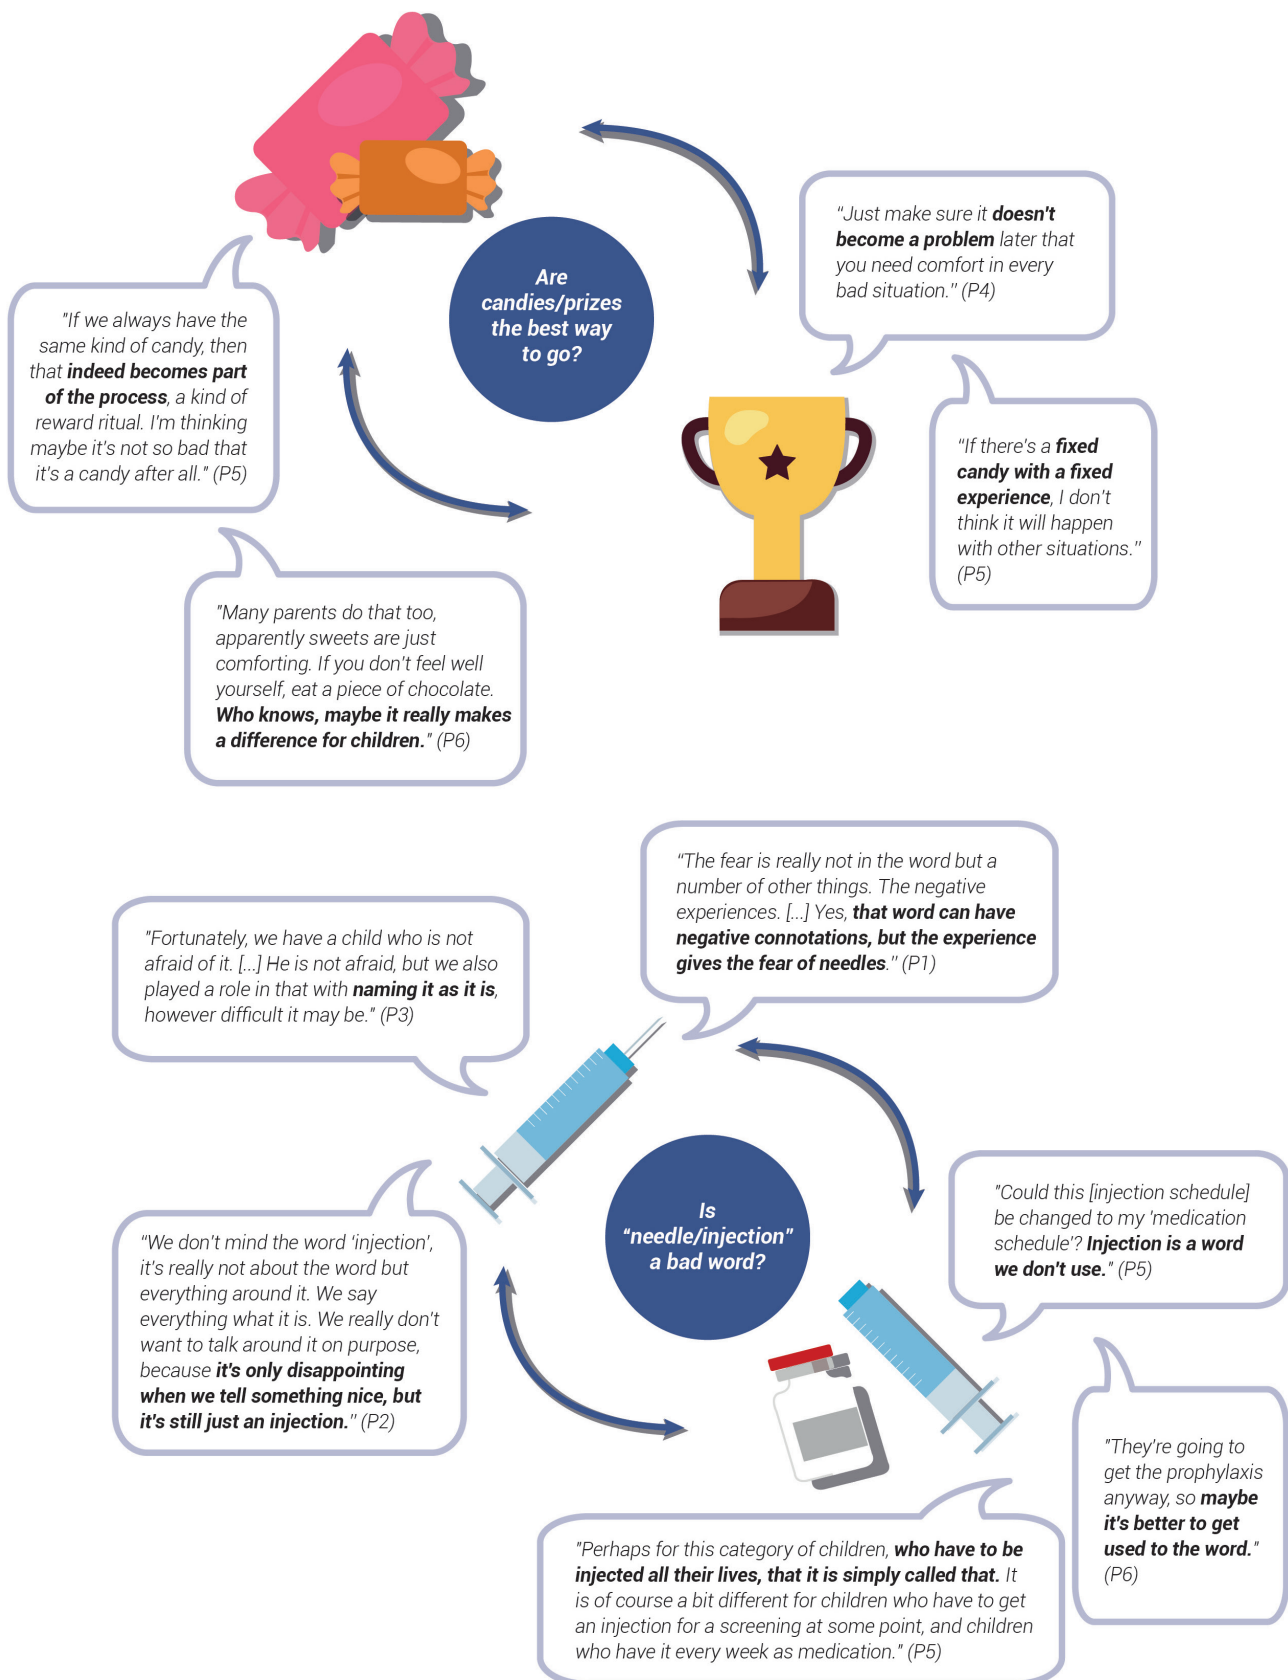 Are
candies/prizes
the best way
to go?
"If we always have the
same kind of candy, then
that indeed becomes part
of the process, a kind of
reward ritual. I'm thinking
maybe it's not so bad that
it's a candy after all." (P5)
"Many parents do that too,
apparently sweets are just
comforting. If you don't feel well
yourself, eat a piece of chocolate.
Who knows, maybe it really makes
a difference for children." (P6)
"Just make sure it doesn't
become a problem later that
you need comfort in every
bad situation." (P4)
"If there's a fixed
candy with a fixed
experience, I don't
think it will happen
with other situations."
(P5)
"The fear is really not in the word but a
number of other things. The negative
experiences. [...] Yes, that word can have
negative connotations, but the experience
gives the fear of needles." (P1)
"Fortunately, we have a child who is not
afraid of it. [...] He is not afraid, but we also
played a role in that with naming it as it is,
however difficult it may be." (P3)
Is
"needle/injection"
a bad word?
"We don't mind the word 'injection',
it's really not about the word but
everything around it. We say
everything what it is. We really don't
want to talk around it on purpose,
because it's only disappointing
when we tell something nice, but
it's still just an injection." (P2)
"Could this [injection schedule]
be changed to my 'medication
schedule'? Injection is a word
we don't use." (P5)
"They're going to
get the prophylaxis
anyway, so maybe
it's better to get
used to the word."
(P6)
"Perhaps for this category of children, who have to be
injected all their lives, that it is simply called that. It
is of course a bit different for children who have to get
an injection for a screening at some point, and children
who have it every week as medication." (P5)